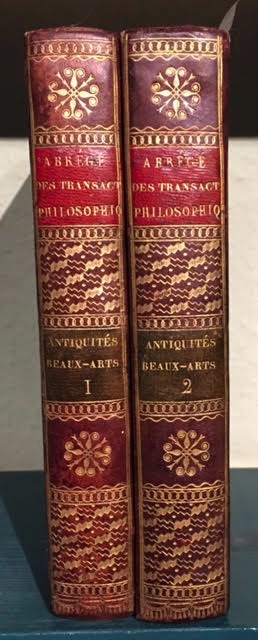 ABRÉGÉ
DES TRANSACT
PHILOSOPHIQ
ANTIQUITÉS
BEAUX-ARTS
1
ABRÉGÉ
DES TRANSACT
PHILOSOPHIQ
ANTIQUITÉS
BEAUX-ARTS
2